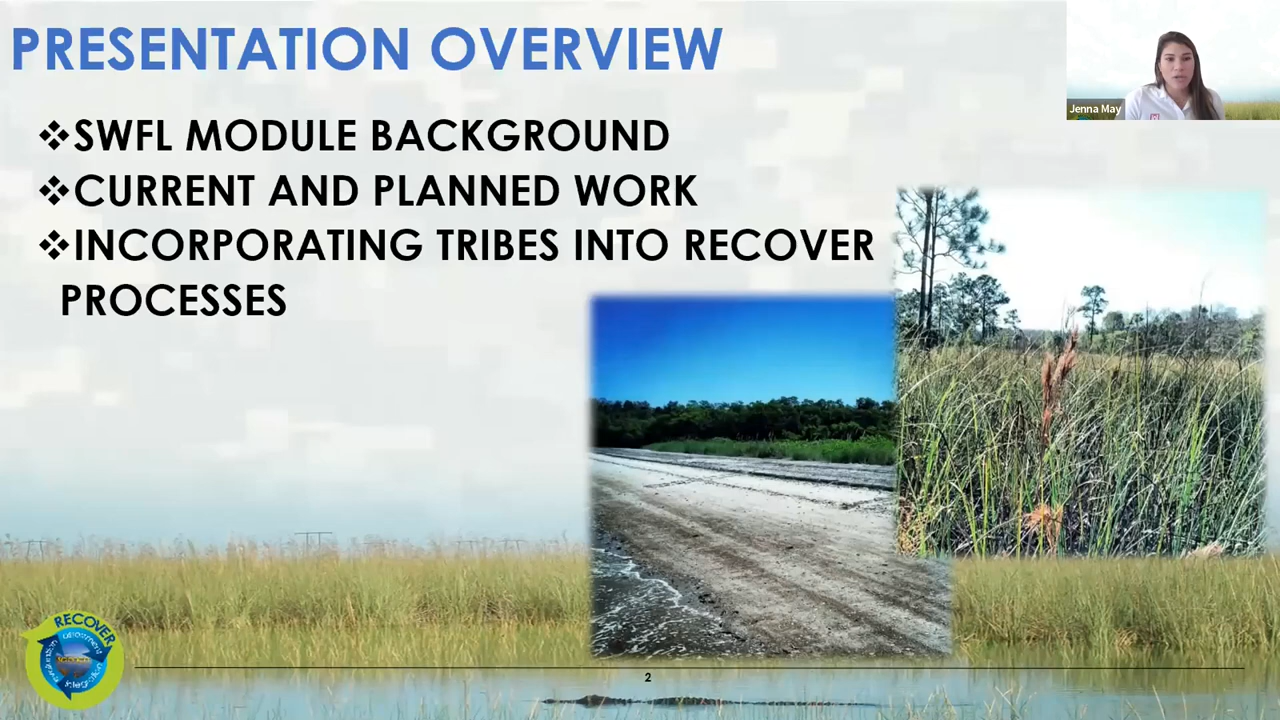 PRESENTATION OVERVIEW
Jenna May
❖SWFL MODULE BACKGROUND
❖CURRENT AND PLANNED WORK
❖INCORPORATING TRIBES INTO RECOVER
PROCESSES
RECOVER
2